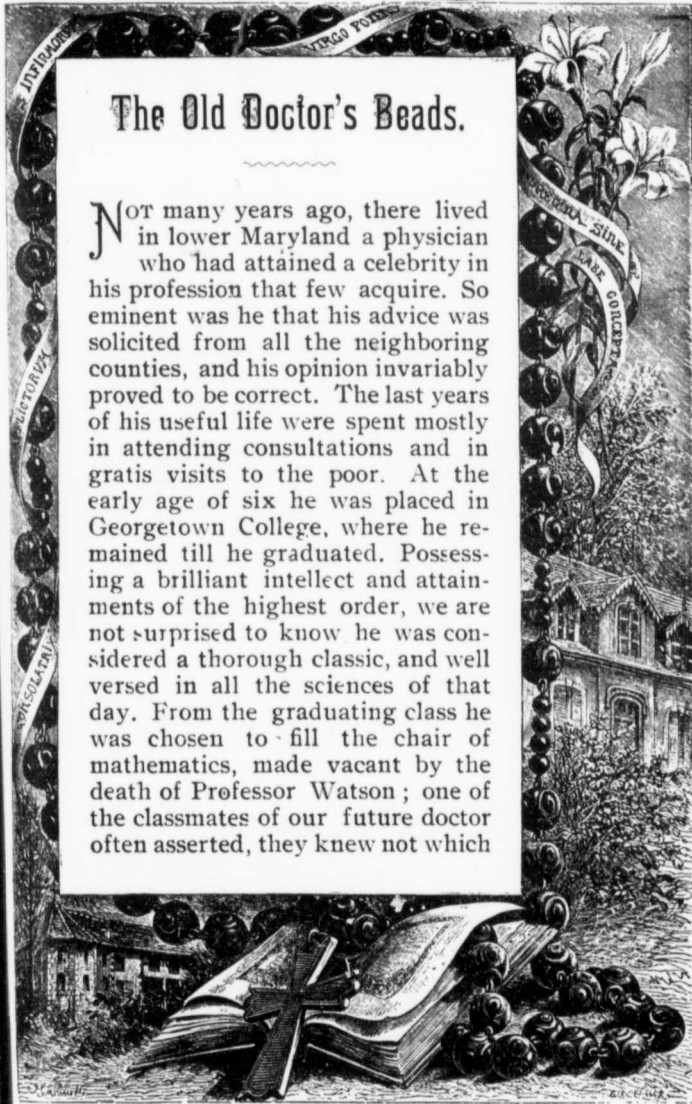 INFIRMORUM
VIRGO POTENS
The Old Doctor's Beads.
NOT many years ago, there lived
in lower Maryland a physician
who had attained a celebrity in
his profession that few acquire. So
eminent was he that his advice was
solicited from all the neighboring
counties, and his opinion invariably
proved to be correct. The last years
of his useful life were spent mostly
in attending consultations and in
gratis visits to the poor. At the
early age of six he was placed in
Georgetown College, where he re-
mained till he graduated. Possess-
ing a brilliant intellect and attain-
ments of the highest order, we are
not surprised to know he was con-
sidered a thorough classic, and well
versed in all the sciences of that
day. From the graduating class he
was chosen to fill the chair of
mathematics, made vacant by the
death of Professor Watson ; one of
the classmates of our future doctor
often asserted, they knew not which
SINE
LABE CONCEPT
FLICTORUM
NSOLATRIX